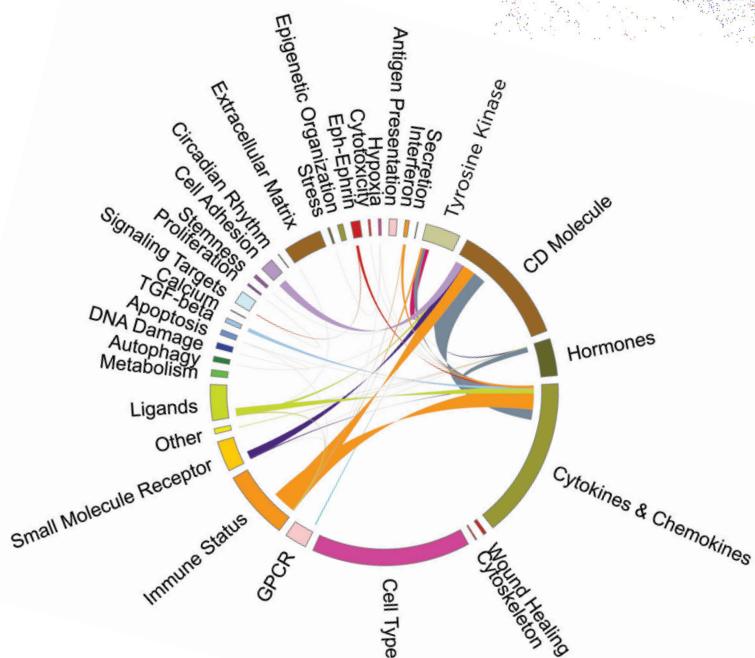 Epigenetic Organization
Eph-Ephrin
Cytotoxicity
Hypoxia
Antigen Presentation
Interferon
Secretion
Tyrosine Kinase
CD Molecule
Hormones
Cytokines & Chemokines
Wound Healing
Cytoskeleton
Cell Type
GPCR
Immune Status
Small Molecule Receptor
Other
Ligands
Metabolism
Autophagy
DNA Damage
Apoptosis
TGF-beta
Calcium
Signaling Targets
Proliferation
Stemness
Cell Adhesion
Circadian Rhythm
Extracellular Matrix
Stress